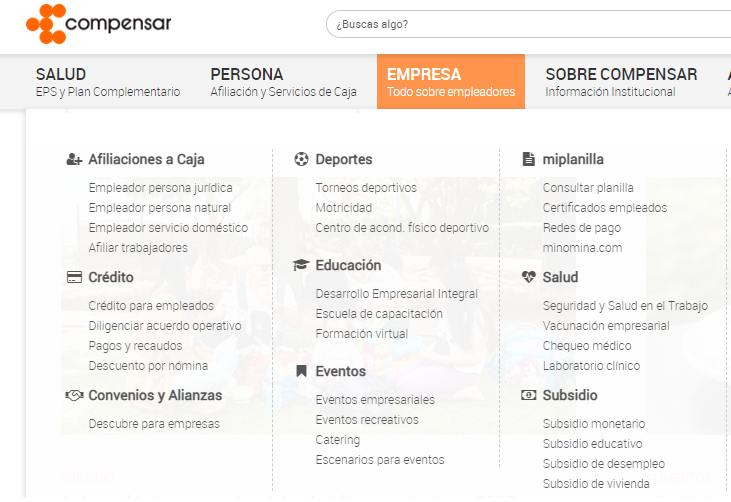 compensar
¿Buscas algo?
SALUD
EPS y Plan Complementario
PERSONA
Afiliación y Servicios de Caja
EMPRESA
Todo sobre empleadores
SOBRE COMPENSAR
Información Institucional
Afiliaciones a Caja
Empleador persona jurídica
Empleador persona natural
Empleador servicio doméstico
Afiliar trabajadores
Crédito
Crédito para empleados
Diligenciar acuerdo operativo
Pagos y recaudos
Descuento por nómina
Convenios y Alianzas
Descubre para empresas
Deportes
Torneos deportivos
Motricidad
Centro de acond. físico deportivo
Educación
Desarrollo Empresarial Integral
Escuela de capacitación
Formación virtual
Eventos
Eventos empresariales
Eventos recreativos
Catering
Escenarios para eventos
miplanilla
Consultar planilla
Certificados empleados
Redes de pago
minomina.com
Salud
Seguridad y Salud en el Trabajo
Vacunación empresarial
Chequeo médico
Laboratorio clínico
Subsidio
Subsidio monetario
Subsidio educativo
Subsidio de desempleo
Subsidio de vivienda